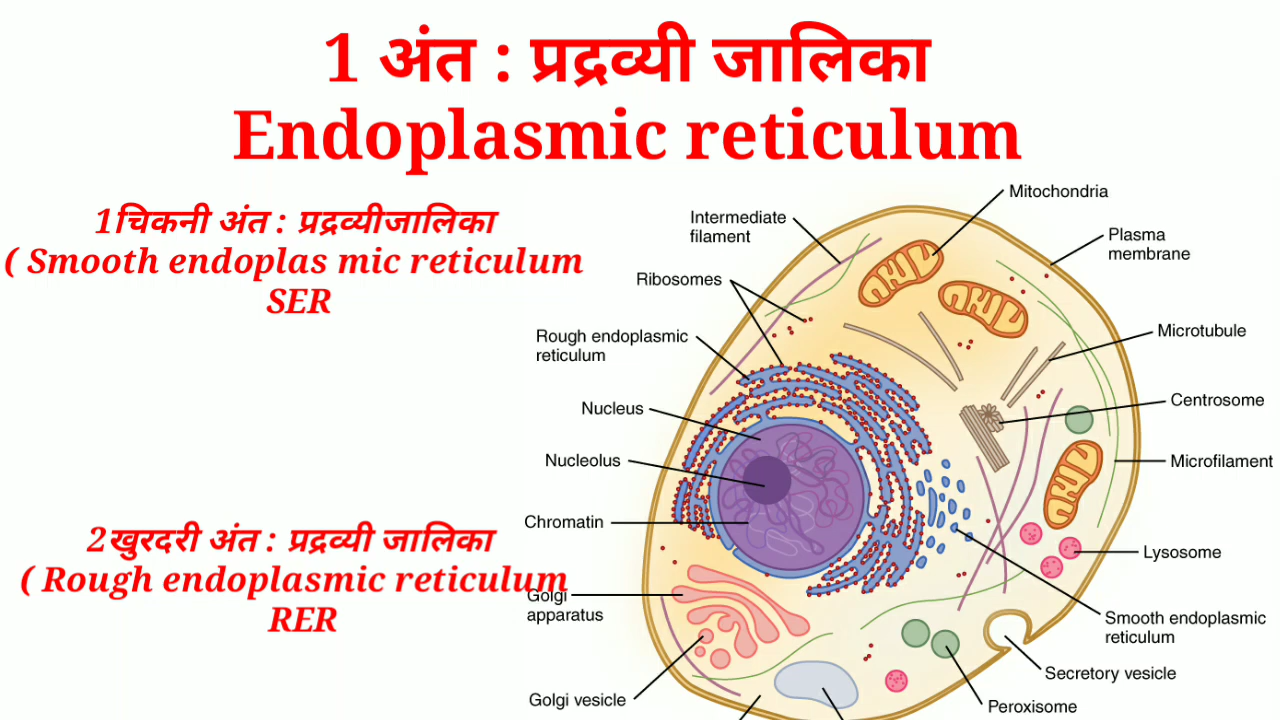 1 अंत : प्रद्रव्यी जालिका
Endoplasmic reticulum
1चिकनी अंत : प्रद्रव्यीजालिका
( Smooth endoplas mic reticulum
SER
2खुरदरी अंत : प्रद्रव्यी जालिका
( Rough endoplasmic reticulum
RER
Mitochondria
Intermediate
filament
Plasma
membrane
Ribosomes
Rough endoplasmic
reticulum
Microtubule
Nucleus
Centrosome
Nucleolus
Microfilament
Chromatin
Lysosome
Golgi
apparatus
Smooth endoplasmic
reticulum
Secretory vesicle
Golgi vesicle
Peroxisome